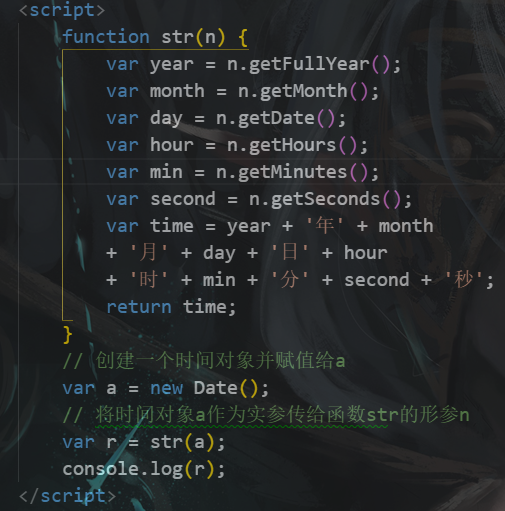 <script>
function str(n) {
var year = n.getFullYear();
var month = n.getMonth();
var day = n.getDate();
var hour = n.getHours();
var min = n.getMinutes();
var second = n.getSeconds();
var time = year + '年' + month
+ '月' + day + '日' + hour
+ '时' + min + '分' + second + '秒';
return time;
}
// 创建一个时间对象并赋值给a
var a = new Date();
// 将时间对象a作为实参传给函数str的形参n
var r = str(a);
console.log(r);
</script>